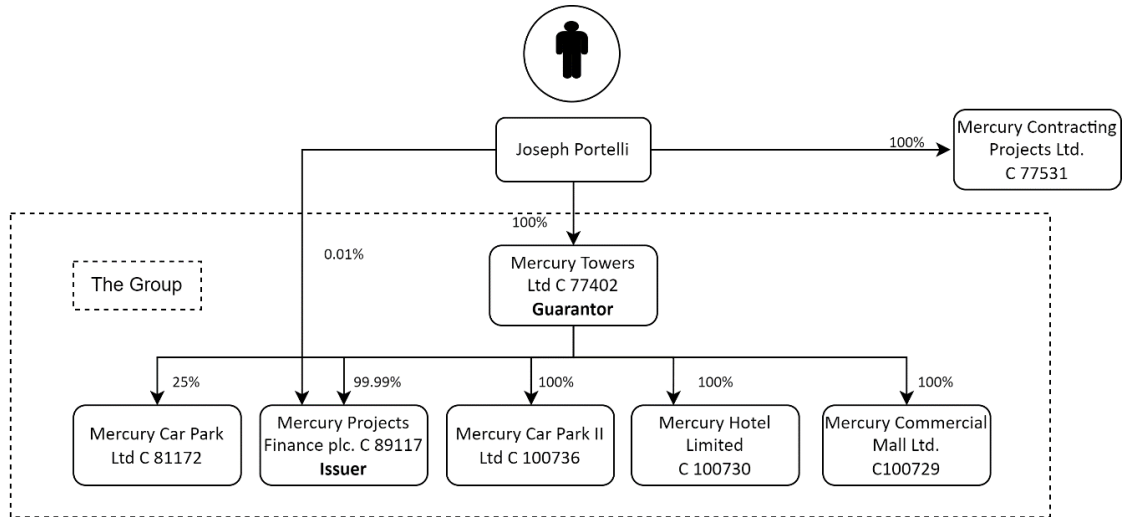 Joseph Portelli
100%
Mercury Contracting
Projects Ltd.
C 77531
100%
0.01%
The Group
Mercury Towers
Ltd C 77402
Guarantor
25%
99.99%
100%
100%
100%
Mercury Car Park
Ltd C 81172
Mercury Projects
Finance plc. C 89117
Issuer
Mercury Car Park II
Ltd C 100736
Mercury Hotel
Limited
C 100730
Mercury Commercial
Mall Ltd.
C100729